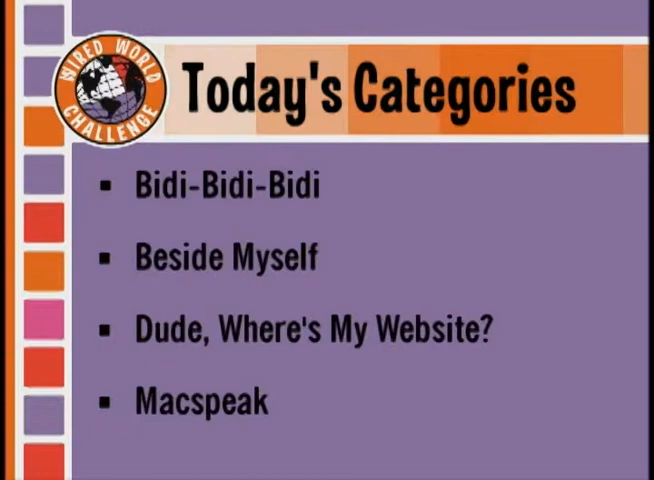 WIRED WORLD
CHALLENGE
Today's Categories
▪ Bidi-Bidi-Bidi
▪ Beside Myself
▪ Dude, Where's My Website?
▪ Macspeak